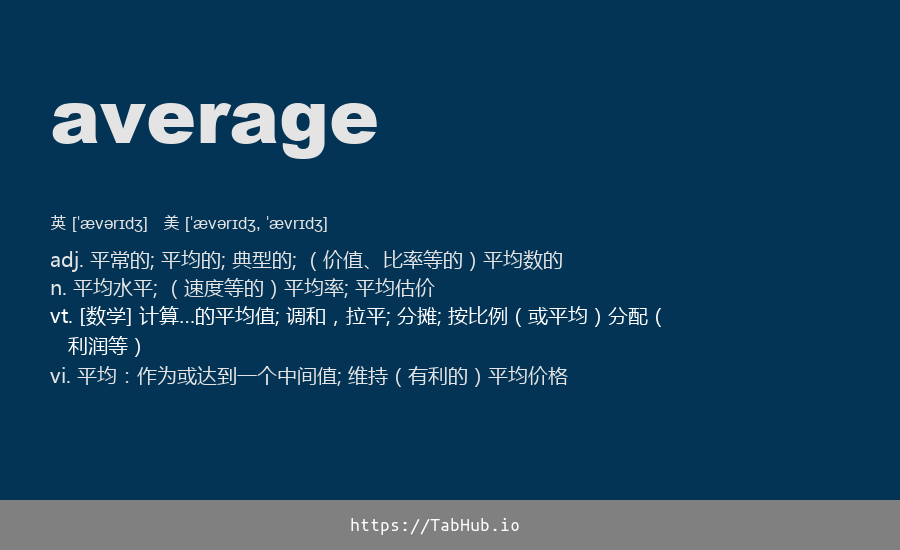 average
英 [ˈævərɪdʒ] 美 [ˈævərɪdʒ, ˈævrɪdʒ]
adj. 平常的; 平均的; 典型的; （价值、比率等的）平均数的
n. 平均水平; （速度等的）平均率; 平均估价
vt. [数学] 计算…的平均值; 调和，拉平; 分摊; 按比例（或平均）分配（
利润等）
vi. 平均：作为或达到一个中间值; 维持（有利的）平均价格
https://TabHub.io